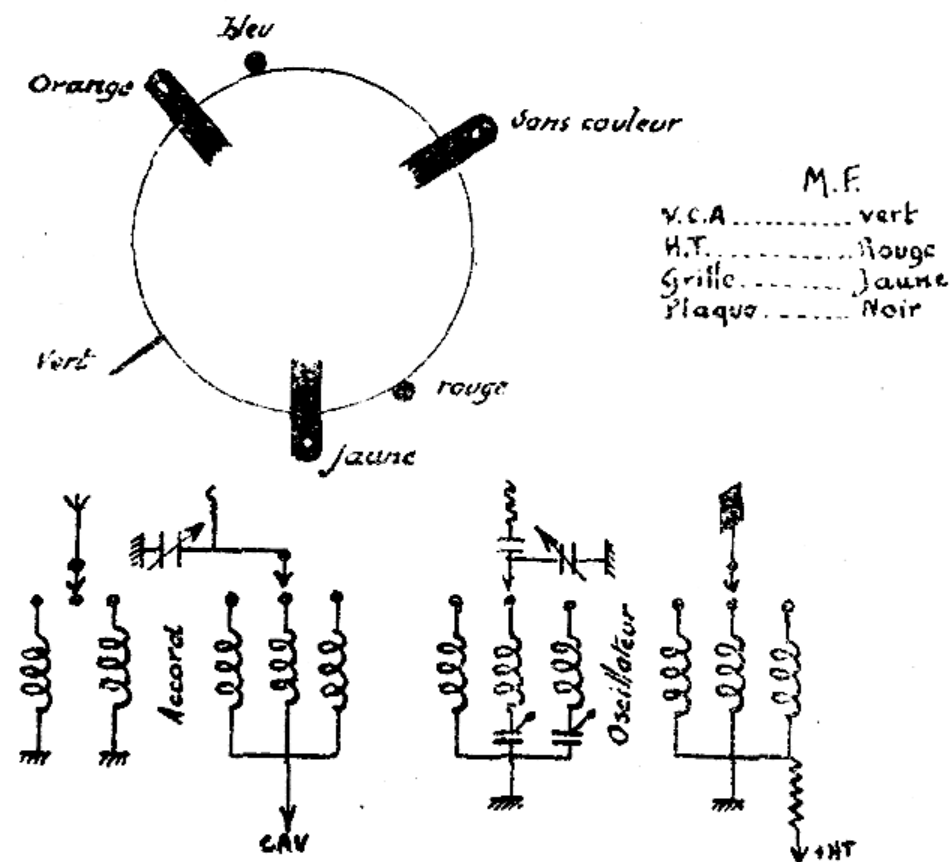 bleu
Orange
Sans couleur
M.F.
V.C.A......... vert
H.T......... Rouge
Grille........ Jaune
Plaque........ Noir
Vert
rouge
jaune
Accord
Oscillateur
CAV
+HT